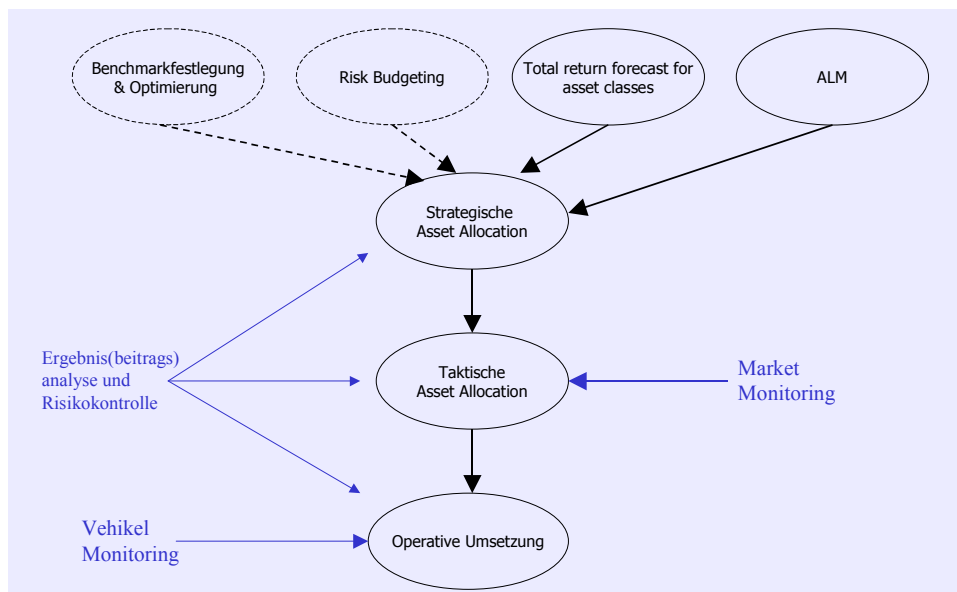 Benchmarkfestlegung
& Optimierung
Risk Budgeting
Total return forecast for
asset classes
ALM
Strategische
Asset Allocation
Ergebnis(beitrags)
analyse und
Risikokontrolle
Taktische
Asset Allocation
Market
Monitoring
Vehikel
Monitoring
Operative Umsetzung